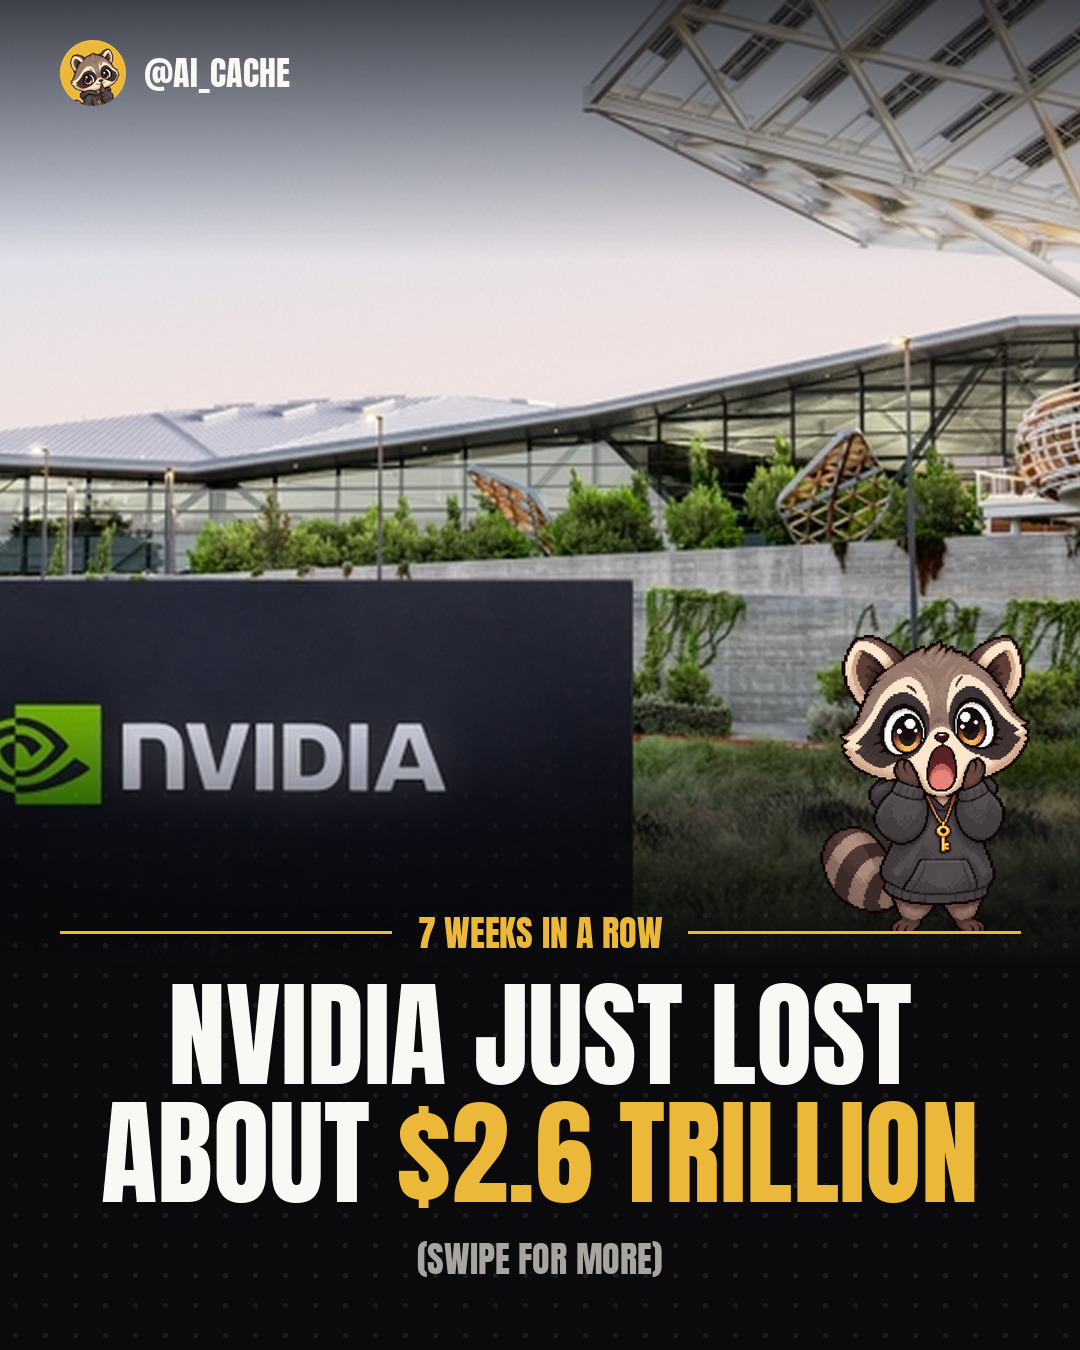 @AI_CACHE
NVIDIA
7 WEEKS IN A ROW
NVIDIA JUST LOST
ABOUT $2.6 TRILLION
(SWIPE FOR MORE)